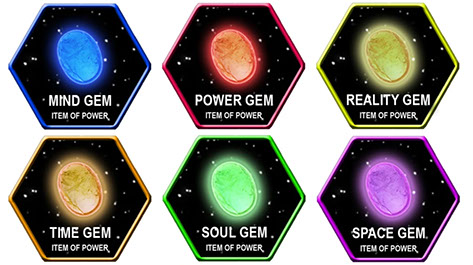 MIND GEM
ITEM OF POWER
POWER GEM
ITEM OF POWER
REALITY GEM
ITEM OF POWER
TIME GEM
ITEM OF POWER
SOUL GEM
ITEM OF POWER
SPACE GEM
ITEM OF POWER